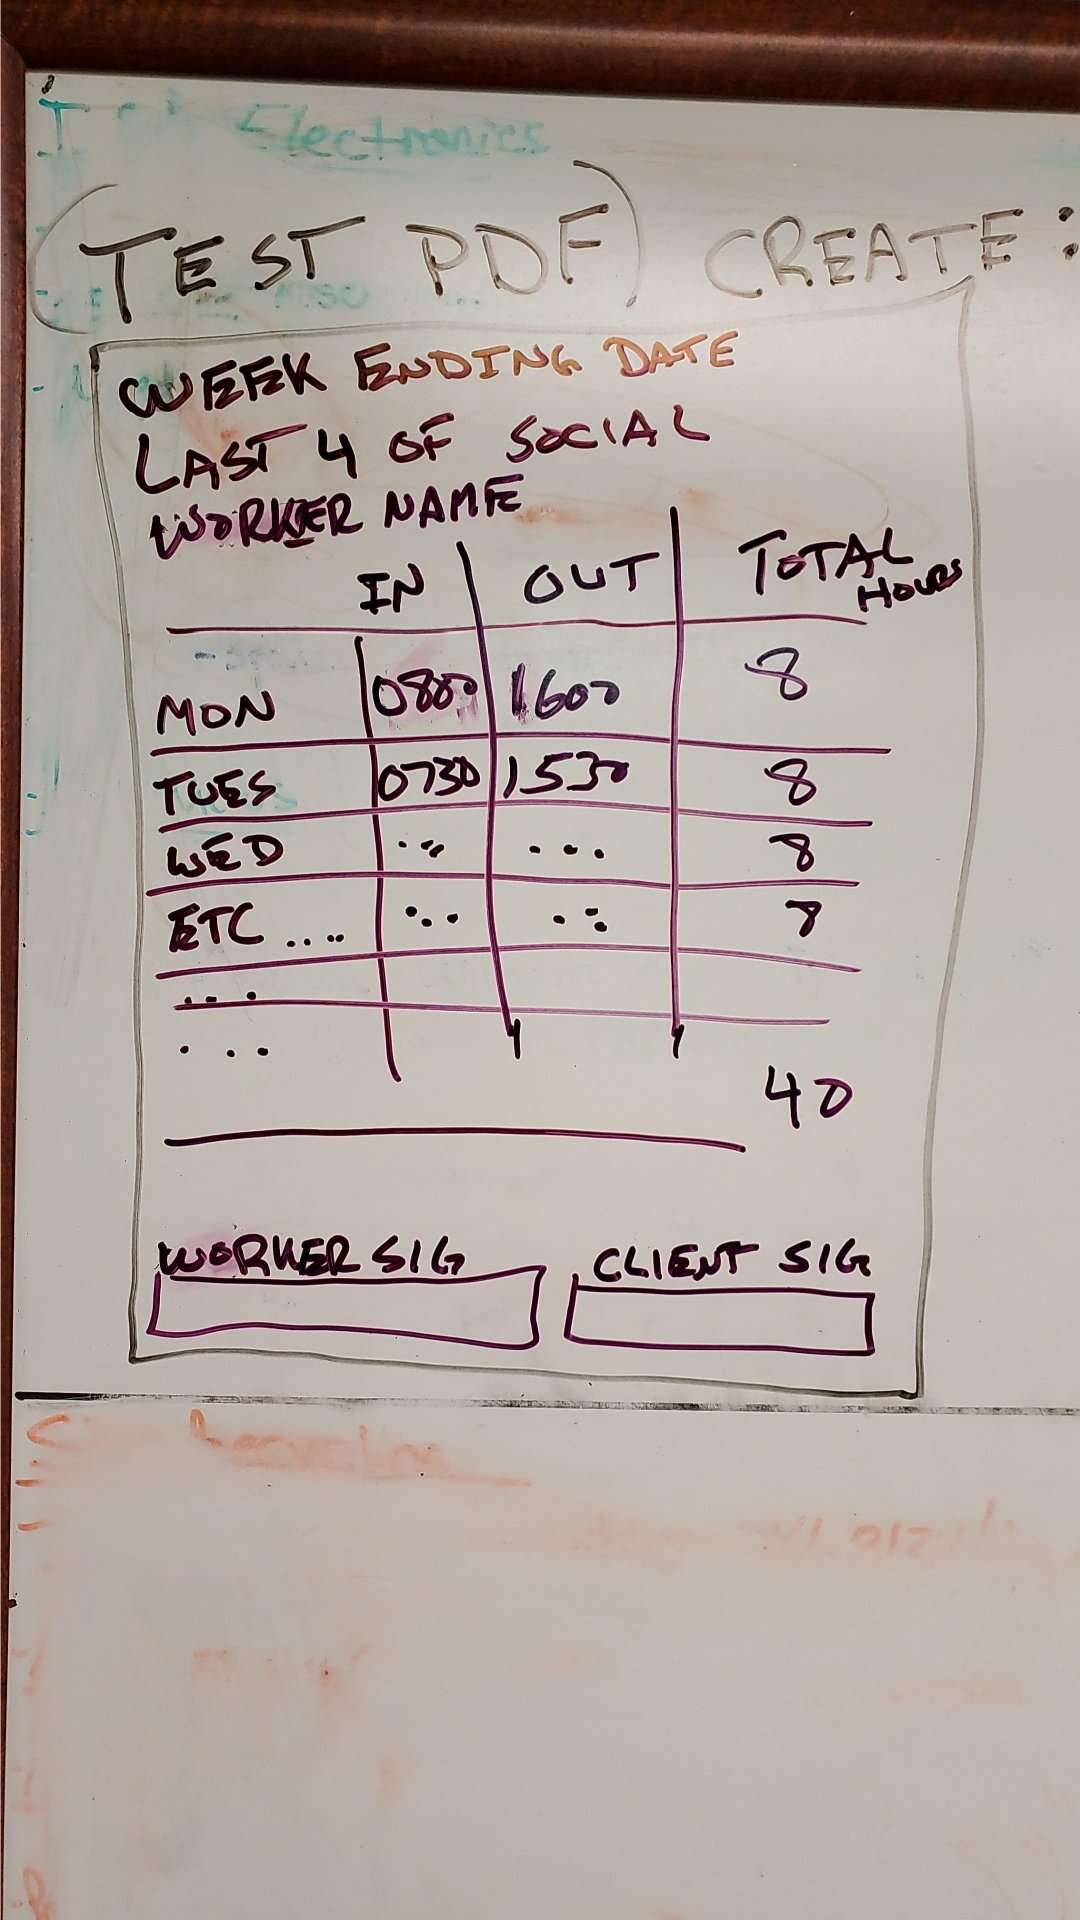 Electronics
(TEST PDF) CREATE:
WEEK ENDING DATE
LAST 4 OF SOCIAL
WORKER NAME
IN OUT TOTAL HOURS
MON 0800 1600 8
TUES 0730 1530 8
WED ... ... 8
ETC .... ... ... 8
...
...
40
WORKER SIG CLIENT SIG